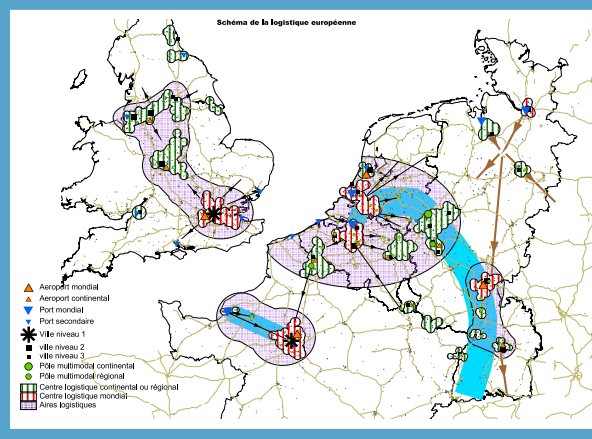 Schéma de la logistique européenne
Aeroport mondial
Aeroport continental
Port mondial
Port secondaire
Ville niveau 1
ville niveau 2
ville niveau 3
Pôle multimodal continental
Pôle multimodal régional
Centre logistique continental ou régional
Centre logistique mondial
Aires logistiques